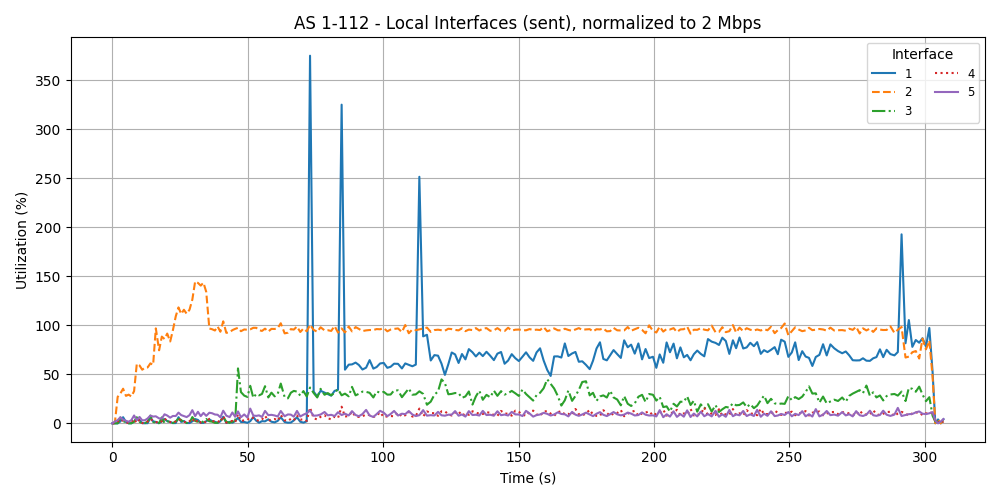 AS 1-112 - Local Interfaces (sent), normalized to 2 Mbps
Utilization (%)
350
300
250
200
150
100
50
0
0 50 100 150 200 250 300
Time (s)
Interface
1 4
2 5
3